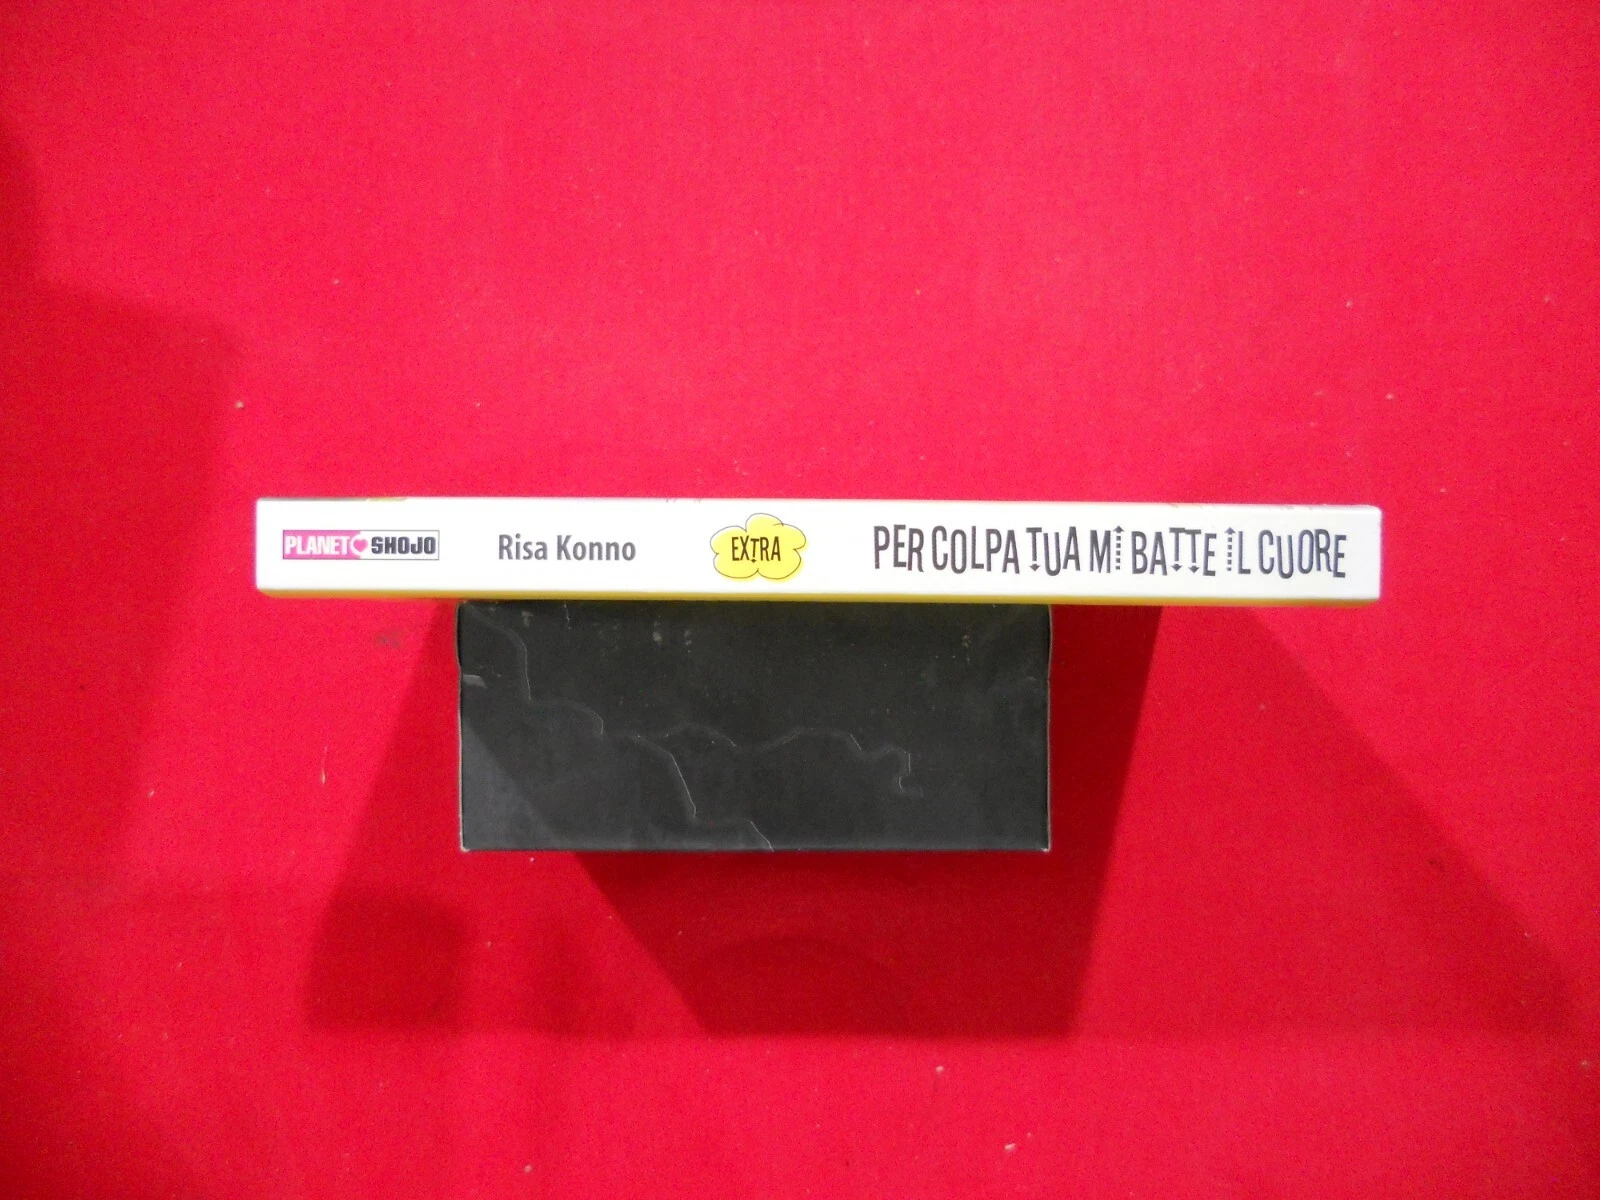 PLANET SHOJO
Risa Konno
EXTRA
PER COLPA TUA MI BATTE IL CUORE